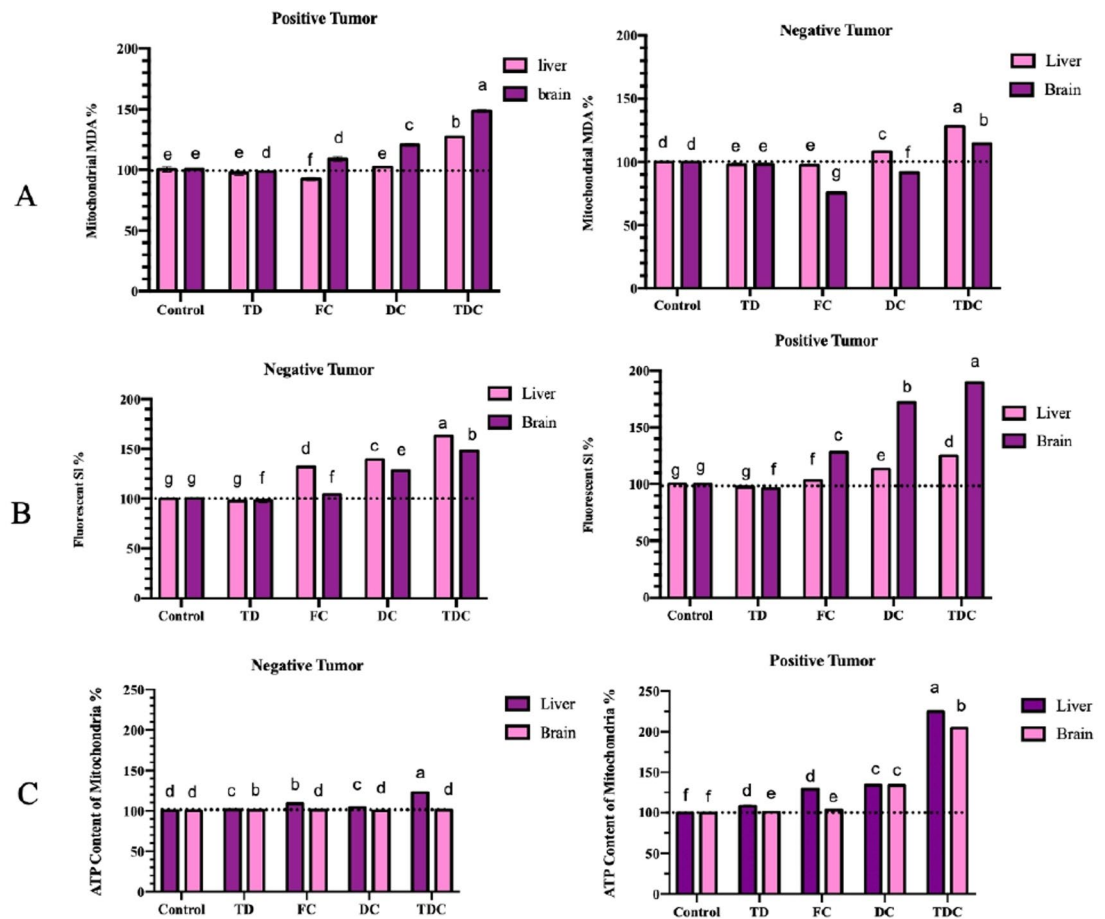 Positive Tumor
200
150
100
50
0
Mitochondrial MDA %
e e e d f d e c b a
Control TD FC DC TDC
liver
brain
Negative Tumor
200
150
100
50
0
Mitochondrial MDA %
d d e e e g c f a b
Control TD FC DC TDC
Liver
Brain
A
Negative Tumor
200
150
100
50
0
Fluorescent SI %
g g g f d f c e a b
Control TD FC DC TDC
Liver
Brain
Positive Tumor
200
150
100
50
0
Fluorescent SI %
g g g f f c e b d a
Control TD FC DC TDC
Liver
Brain
B
Negative Tumor
250
200
150
100
50
0
ATP Content of Mitochondria %
d d c b b d c d a d
Control TD FC DC TDC
Liver
Brain
Positive Tumor
250
200
150
100
50
0
ATP Content of Mitochondria %
f f d e d e c c a b
Control TD FC DC TDC
Liver
Brain
C